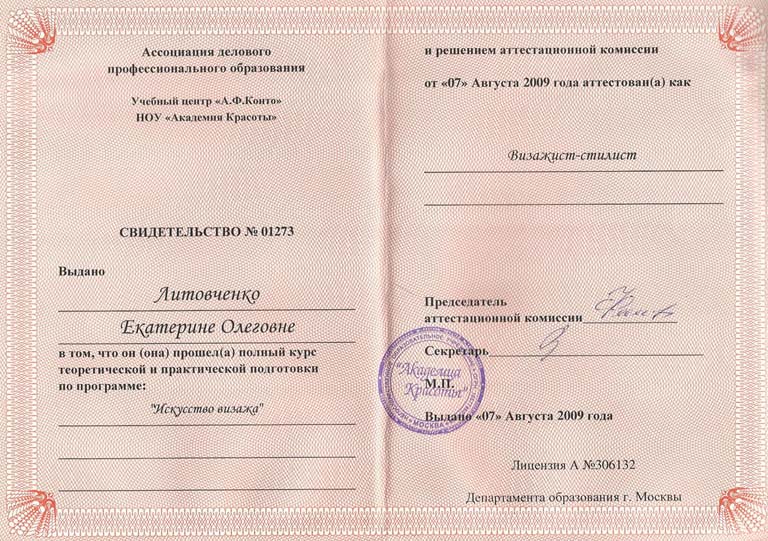 Ассоциация делового
профессионального образования
Учебный центр «А.Ф.Конто»
НОУ «Академия Красоты»
СВИДЕТЕЛЬСТВО № 01273
Выдано
Литовченко
Екатерине Олеговне
в том, что он (она) прошел(а) полный курс
теоретической и практической подготовки
по программе:
"Искусство визажа"
и решением аттестационной комиссии
от «07» Августа 2009 года аттестован(а) как
Визажист-стилист
Председатель
аттестационной комиссии
Секретарь
"Академия
Красоты"
МОСКВА
М.П.
Выдано «07» Августа 2009 года
Лицензия А №306132
Департамента образования г. Москвы